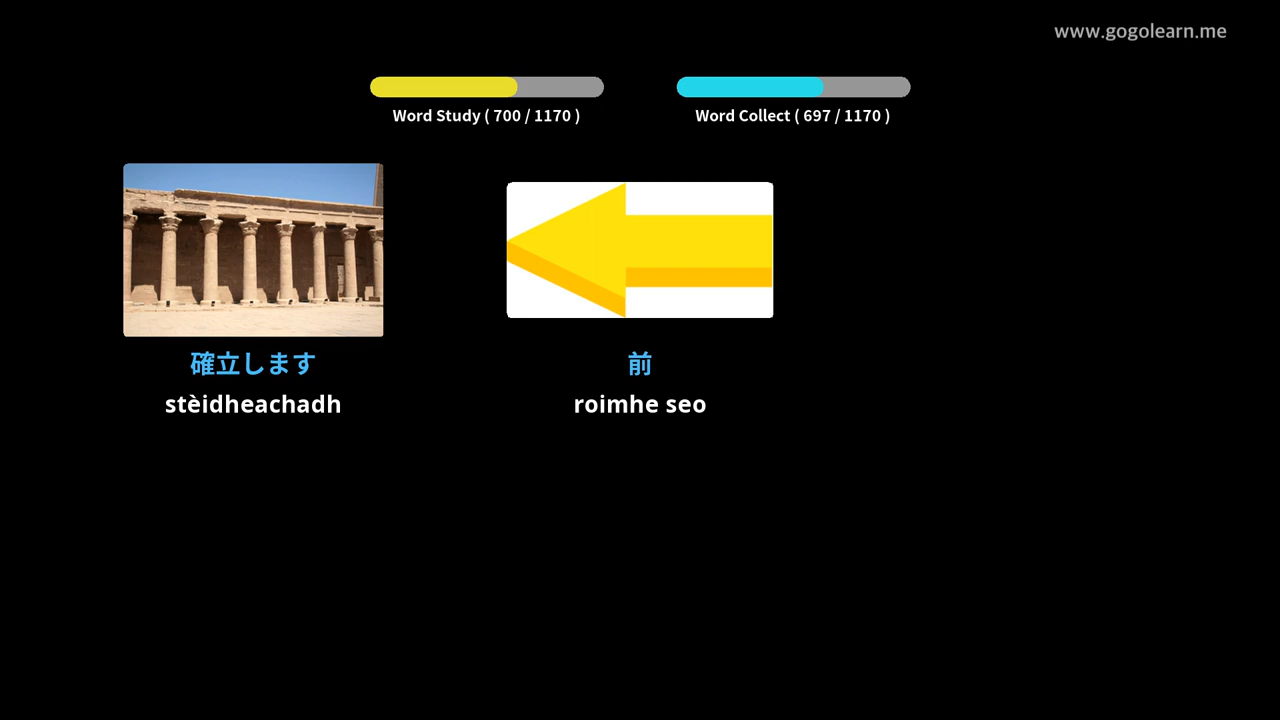 www.gogolearn.me
Word Study ( 700 / 1170 )
Word Collect ( 697 / 1170 )
確立します
stèidheachadh
前
roimhe seo